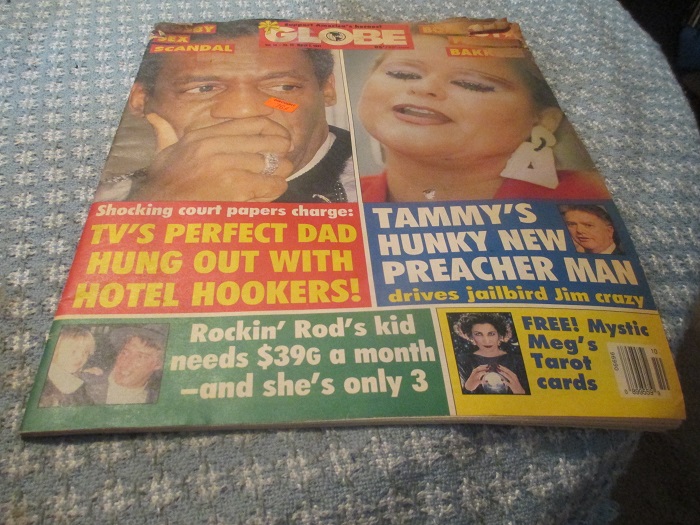 GLOBE
SEX
SCANDAL
Shocking court papers charge:
TV'S PERFECT DAD
HUNG OUT WITH
HOTEL HOOKERS!
TAMMY'S
HUNKY NEW
PREACHER MAN
drives jailbird Jim crazy
Rockin' Rod's kid
needs $39G a month
—and she's only 3
FREE! Mystic
Meg's
Tarot
cards
10